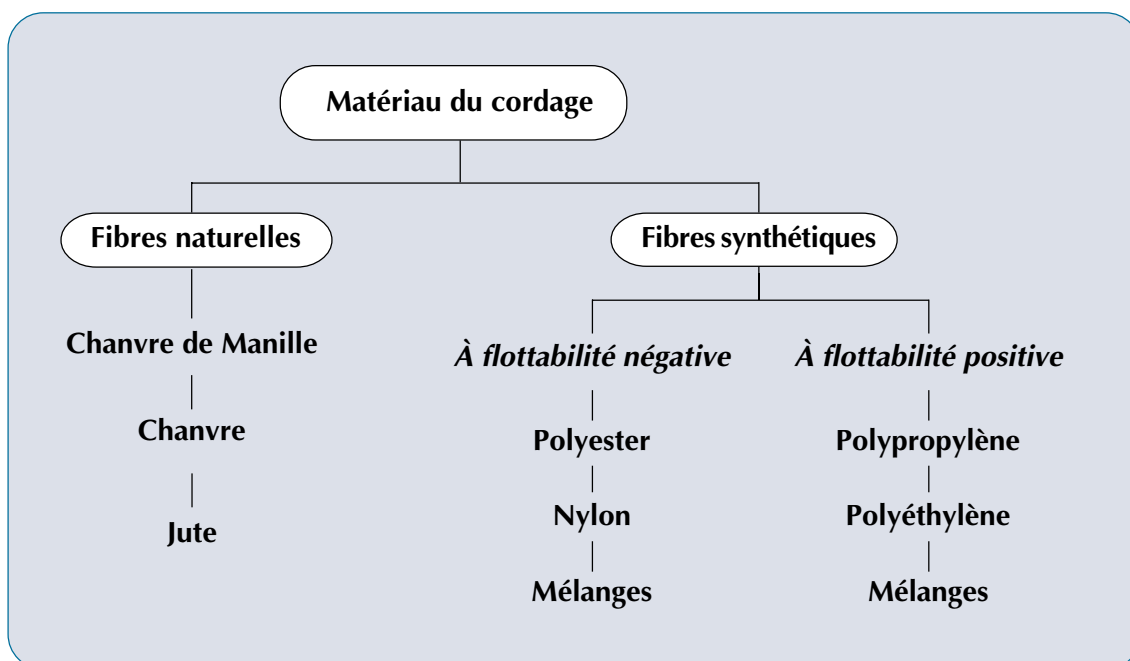 Matèriau du cordage
Fibres naturelles
Fibres synthétiques
Chanvre de Manille
Chanvre
Jute
À flottabilité négative
Polyester
Nylon
Mélanges
À flottabilité positive
Polypropylène
Polyéthylène
Mélanges